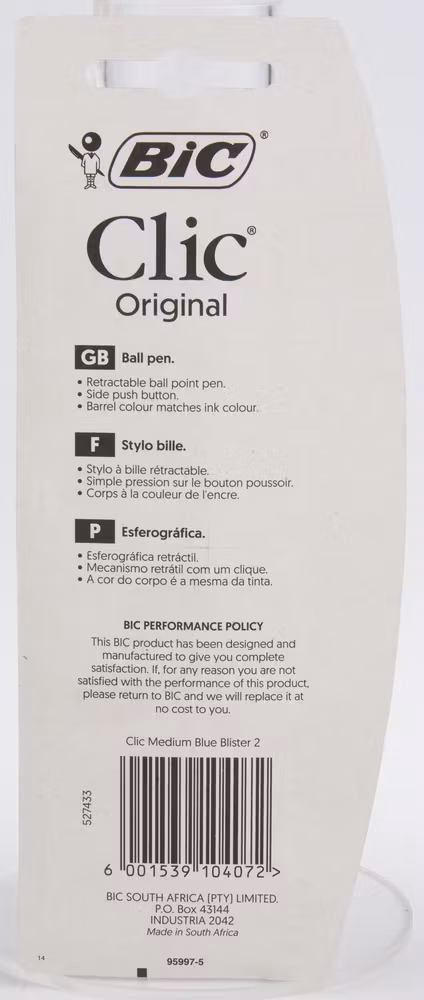 BiC®
Clic®
Original
GB Ball pen.
• Retractable ball point pen.
• Side push button.
• Barrel colour matches ink colour.
F Stylo bille.
• Stylo à bille rétractable.
• Simple pression sur le bouton poussoir.
• Corps à la couleur de l'encre.
P Esferográfica.
• Esferográfica retráctil.
• Mecanismo retrátil com um clique.
• A cor do corpo é a mesma da tinta.
BIC PERFORMANCE POLICY
This BIC product has been designed and
manufactured to give you complete
satisfaction. If, for any reason you are not
satisfied with the performance of this product,
please return to BIC and we will replace it at
no cost to you.
Clic Medium Blue Blister 2
527433
6 001539 104072 >
BIC SOUTH AFRICA (PTY) LIMITED.
P.O. Box 43144
INDUSTRIA 2042
Made in South Africa
14
95997-5